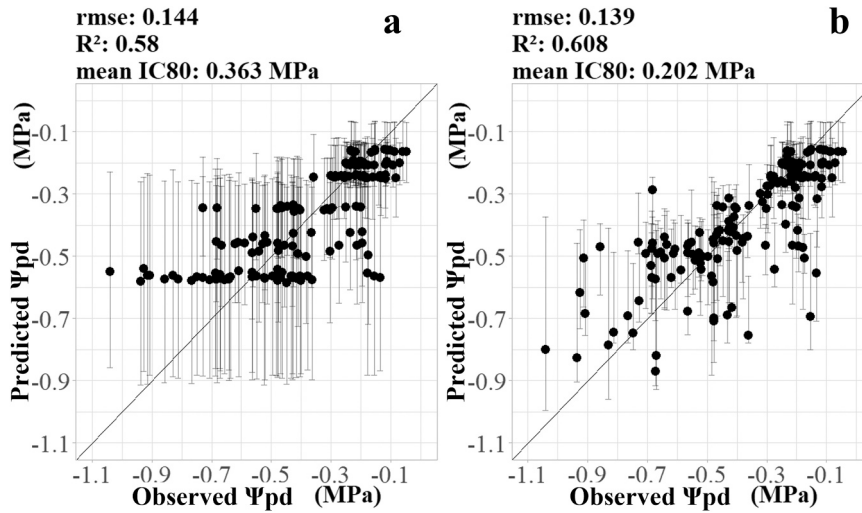 rmse: 0.144
R²: 0.58
mean IC80: 0.363 MPa
a
Predicted Ψpd (MPa)
-0.1
-0.3
-0.5
-0.7
-0.9
-1.1
-1.1 -0.9 -0.7 -0.5 -0.3 -0.1
Observed Ψpd (MPa)
rmse: 0.139
R²: 0.608
mean IC80: 0.202 MPa
b
Predicted Ψpd (MPa)
-0.1
-0.3
-0.5
-0.7
-0.9
-1.1
-1.1 -0.9 -0.7 -0.5 -0.3 -0.1
Observed Ψpd (MPa)